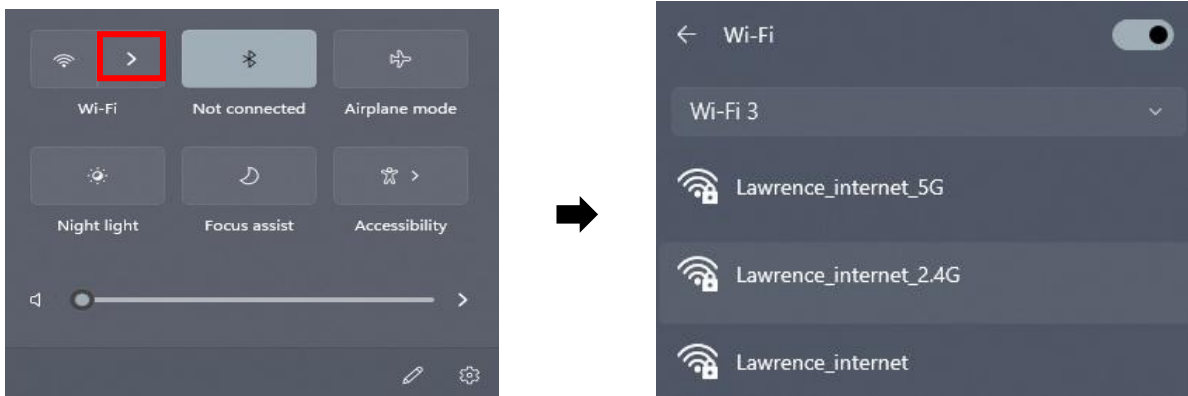 Wi-Fi
Not connected
Airplane mode
Night light
Focus assist
Accessibility
Wi-Fi
Wi-Fi 3
Lawrence_internet_5G
Lawrence_internet_2.4G
Lawrence_internet